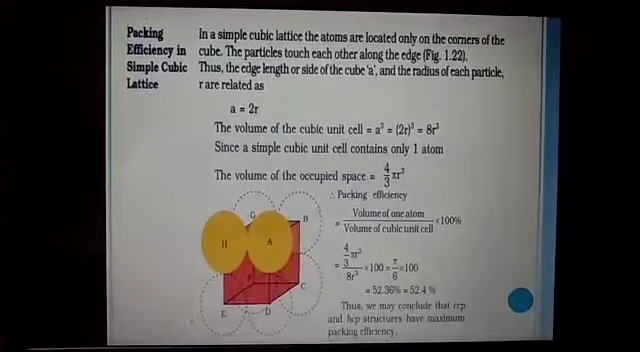 Packing
Efficiency in
Simple Cubic
Lattice
In a simple cubic lattice the atoms are located only on the corners of the
cube. The particles touch each other along the edge (Fig. 1.22).
Thus, the edge length or side of the cube ‘a’, and the radius of each particle,
r are related as
a = 2r
The volume of the cubic unit cell = a³ = (2r)³ = 8r³
Since a simple cubic unit cell contains only 1 atom
The volume of the occupied space = 4/3 πr³
∴ Packing efficiency
= Volume of one atom / Volume of cubic unit cell ×100%
= 4/3 πr³ / 8r³ ×100 = π/6 ×100
= 52.36% = 52.4 %
Thus, we may conclude that ccp
and hcp structures have maximum
packing efficiency.
G
B
H
A
F
C
E
D